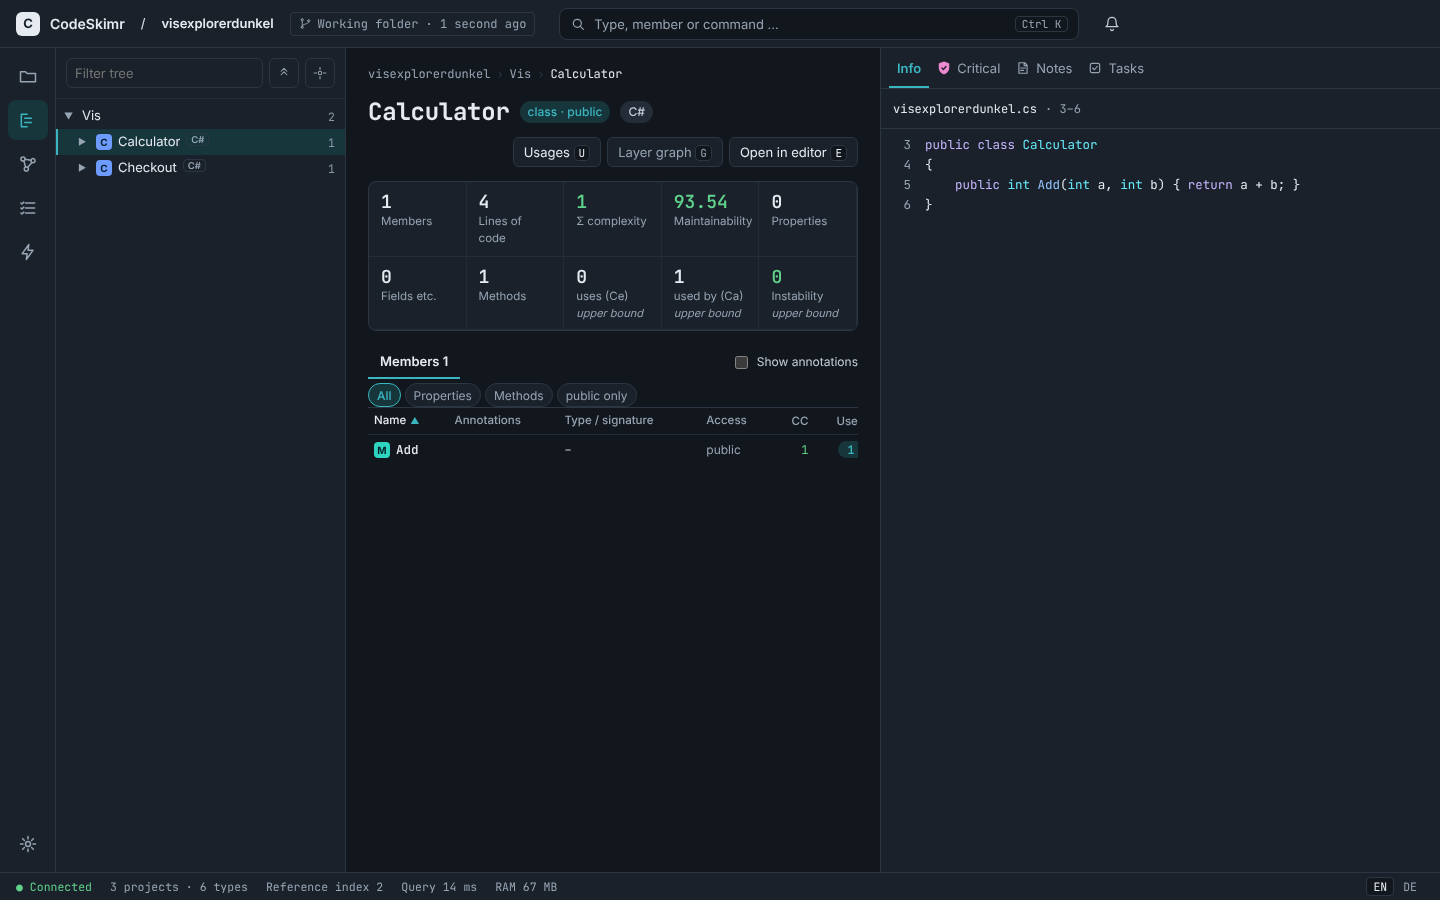 C CodeSkimr / visexplorerdunkel Working folder · 1 second ago Type, member or command ... Ctrl K
Filter tree
Vis 2
C Calculator C# 1
C Checkout C# 1
visexplorerdunkel › Vis › Calculator
Calculator class · public C#
Usages U Layer graph G Open in editor E
1 Members
4 Lines of code
1 Σ complexity
93.54 Maintainability
0 Properties
0 Fields etc.
1 Methods
0 uses (Ce) upper bound
1 used by (Ca) upper bound
0 Instability upper bound
Members 1 Show annotations
All Properties Methods public only
Name ▲ Annotations Type / signature Access CC Use
M Add – public 1 1
Info Critical Notes Tasks
visexplorerdunkel.cs · 3–6
3 public class Calculator
4 {
5 public int Add(int a, int b) { return a + b; }
6 }
● Connected 3 projects · 6 types Reference index 2 Query 14 ms RAM 67 MB EN DE